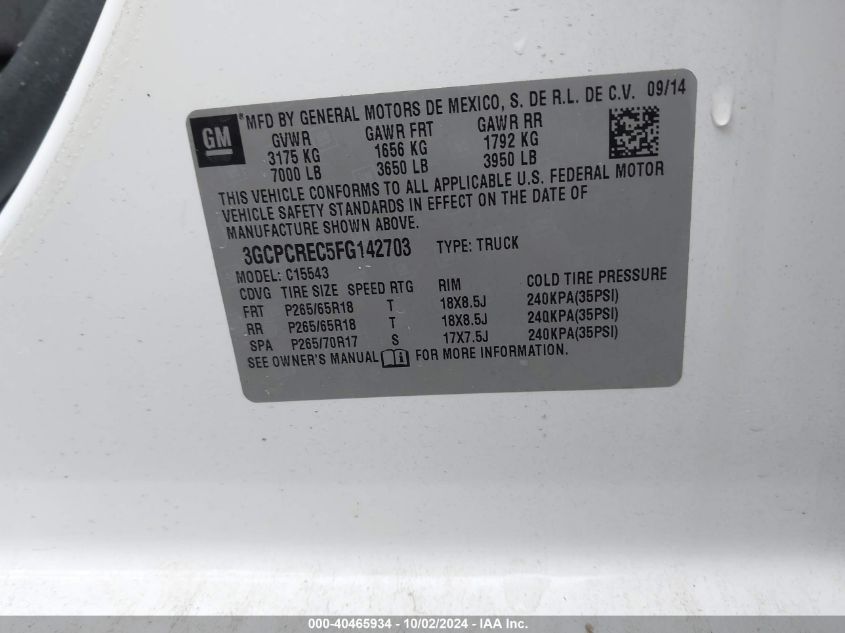 GM
*MFD BY GENERAL MOTORS DE MEXICO, S. DE R.L. DE C.V. 09/14
GVWR GAWR FRT GAWR RR
3175 KG 1656 KG 1792 KG
7000 LB 3650 LB 3950 LB
THIS VEHICLE CONFORMS TO ALL APPLICABLE U.S. FEDERAL MOTOR
VEHICLE SAFETY STANDARDS IN EFFECT ON THE DATE OF
MANUFACTURE SHOWN ABOVE.
3GCPCREC5FG142703 TYPE: TRUCK
MODEL: C15543
CDVG TIRE SIZE SPEED RTG RIM COLD TIRE PRESSURE
FRT P265/65R18 T 18X8.5J 240KPA(35PSI)
RR P265/65R18 T 18X8.5J 240KPA(35PSI)
SPA P265/70R17 S 17X7.5J 240KPA(35PSI)
SEE OWNER'S MANUAL FOR MORE INFORMATION.
000-40465934 - 10/02/2024 - IAA Inc.